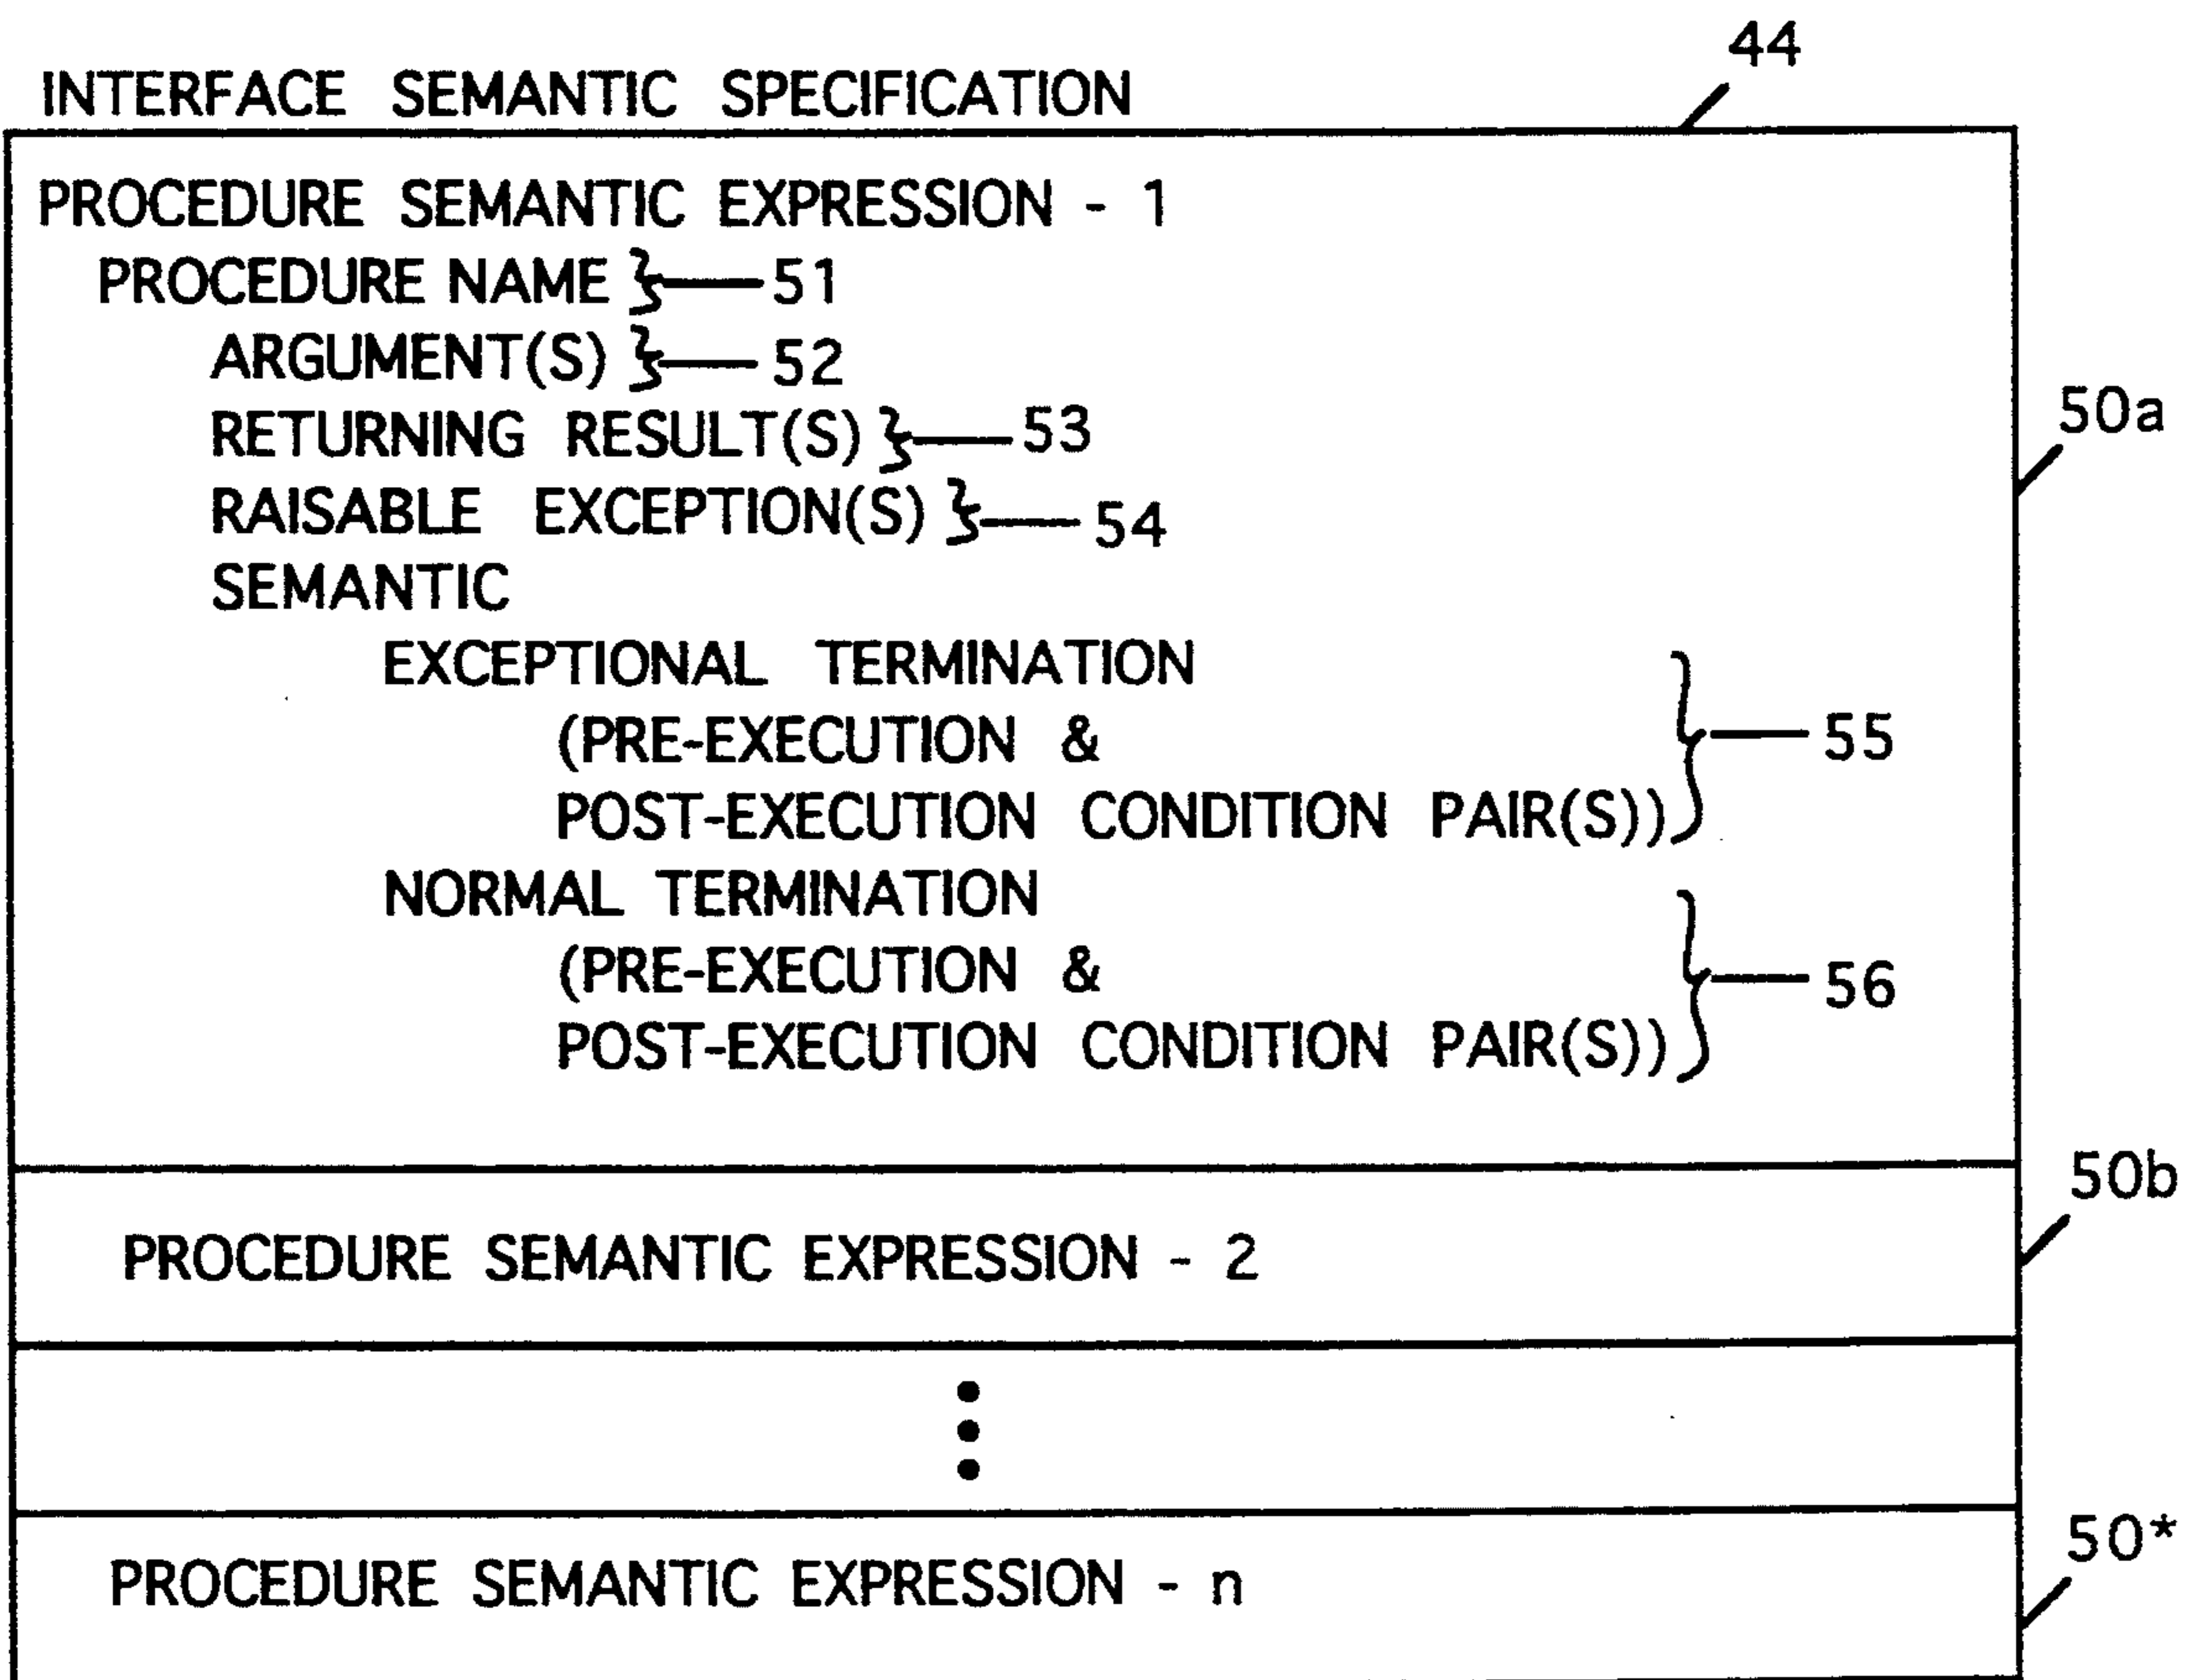 44
INTERFACE SEMANTIC SPECIFICATION
PROCEDURE SEMANTIC EXPRESSION - 1
PROCEDURE NAME } 51
ARGUMENT(S) } 52
RETURNING RESULT(S) } 53
50a
RAISABLE EXCEPTION(S) } 54
SEMANTIC
EXCEPTIONAL TERMINATION
(PRE-EXECUTION & 55
POST-EXECUTION CONDITION PAIR(S))
NORMAL TERMINATION
(PRE-EXECUTION & 56
POST-EXECUTION CONDITION PAIR(S))
50b
PROCEDURE SEMANTIC EXPRESSION - 2
50*
PROCEDURE SEMANTIC EXPRESSION - n